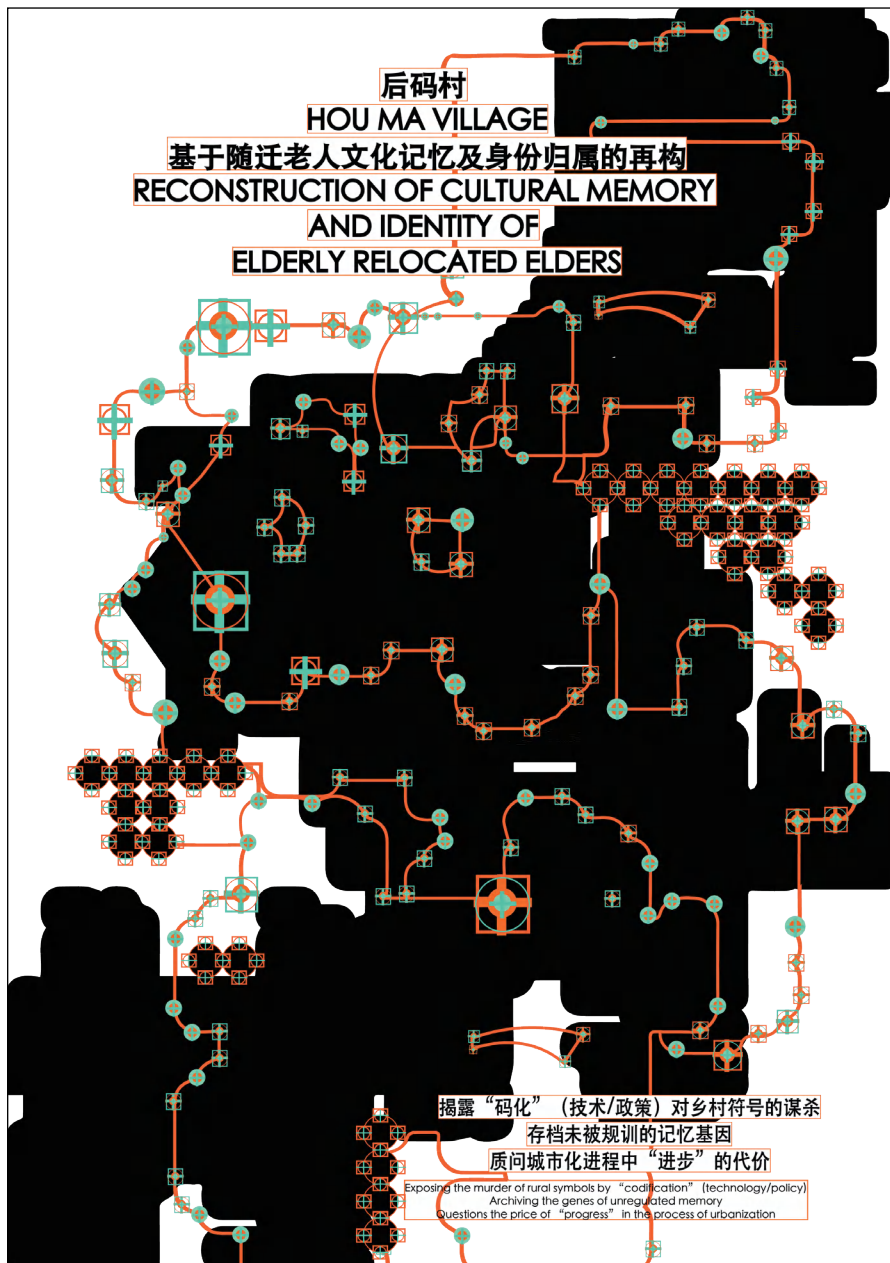 后码村
HOU MA VILLAGE
基于随迁老人文化记忆及身份归属的再构
RECONSTRUCTION OF CULTURAL MEMORY
AND IDENTITY OF
ELDERLY RELOCATED ELDERS
揭露“码化”（技术/政策）对乡村符号的谋杀
存档未被规训的记忆基因
质问城市化进程中“进步”的代价
Exposing the murder of rural symbols by “codification” (technology/policy)
Archiving the genes of unregulated memory
Questions the price of “progress” in the process of urbanization